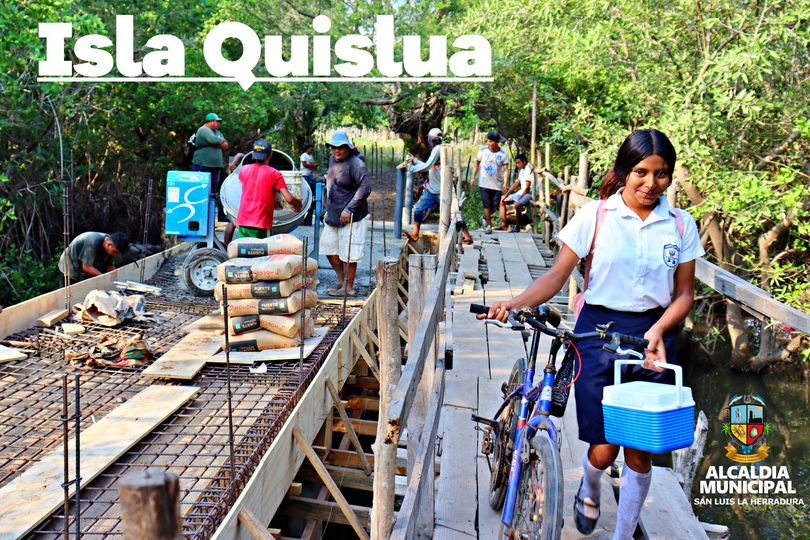 Isla Quislua
ALCALDIA
MUNICIPAL
SAN LUIS LA HERRADURA